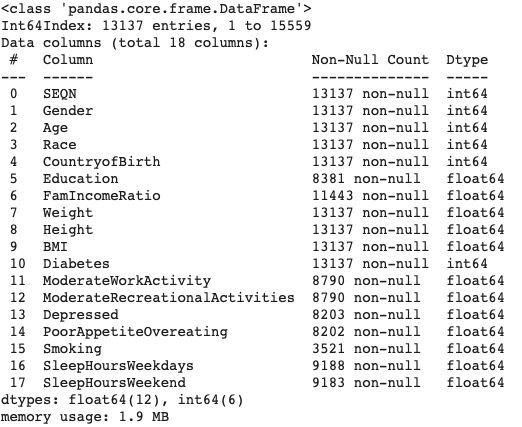 <class 'pandas.core.frame.DataFrame'>
Int64Index: 13137 entries, 1 to 15559
Data columns (total 18 columns):
 #   Column                          Non-Null Count  Dtype
---  ------                          --------------  -----
 0   SEQN                            13137 non-null  int64
 1   Gender                          13137 non-null  int64
 2   Age                             13137 non-null  int64
 3   Race                            13137 non-null  int64
 4   CountryofBirth                  13137 non-null  int64
 5   Education                       8381 non-null   float64
 6   FamIncomeRatio                  11443 non-null  float64
 7   Weight                          13137 non-null  float64
 8   Height                          13137 non-null  float64
 9   BMI                             13137 non-null  float64
 10  Diabetes                        13137 non-null  int64
 11  ModerateWorkActivity            8790 non-null   float64
 12  ModerateRecreationalActivities  8790 non-null   float64
 13  Depressed                       8203 non-null   float64
 14  PoorAppetiteOvereating          8202 non-null   float64
 15  Smoking                         3521 non-null   float64
 16  SleepHoursWeekdays              9188 non-null   float64
 17  SleepHoursWeekend               9183 non-null   float64
dtypes: float64(12), int64(6)
memory usage: 1.9 MB